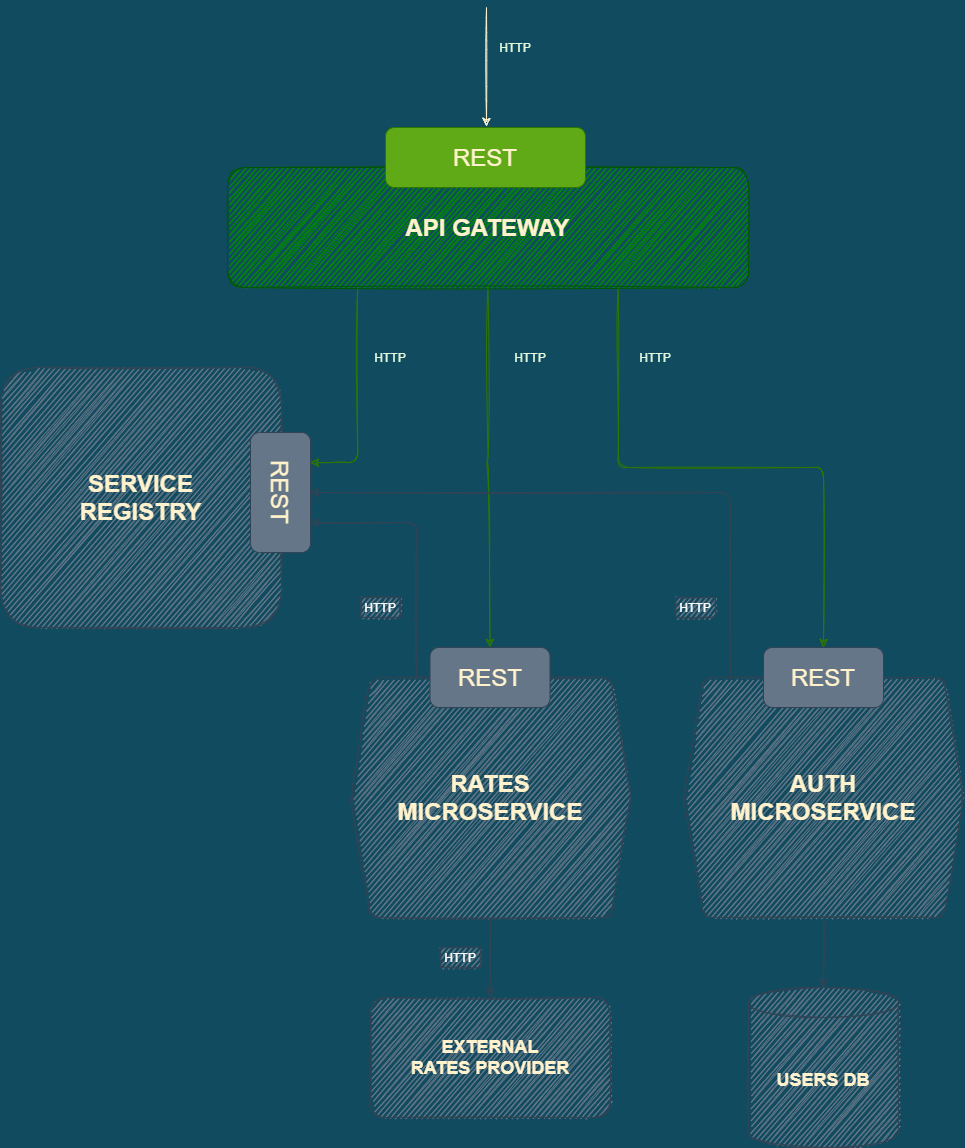 HTTP
REST
API GATEWAY
HTTP
HTTP
HTTP
SERVICE
REGISTRY
REST
HTTP
HTTP
REST
REST
RATES
MICROSERVICE
AUTH
MICROSERVICE
HTTP
EXTERNAL
RATES PROVIDER
USERS DB